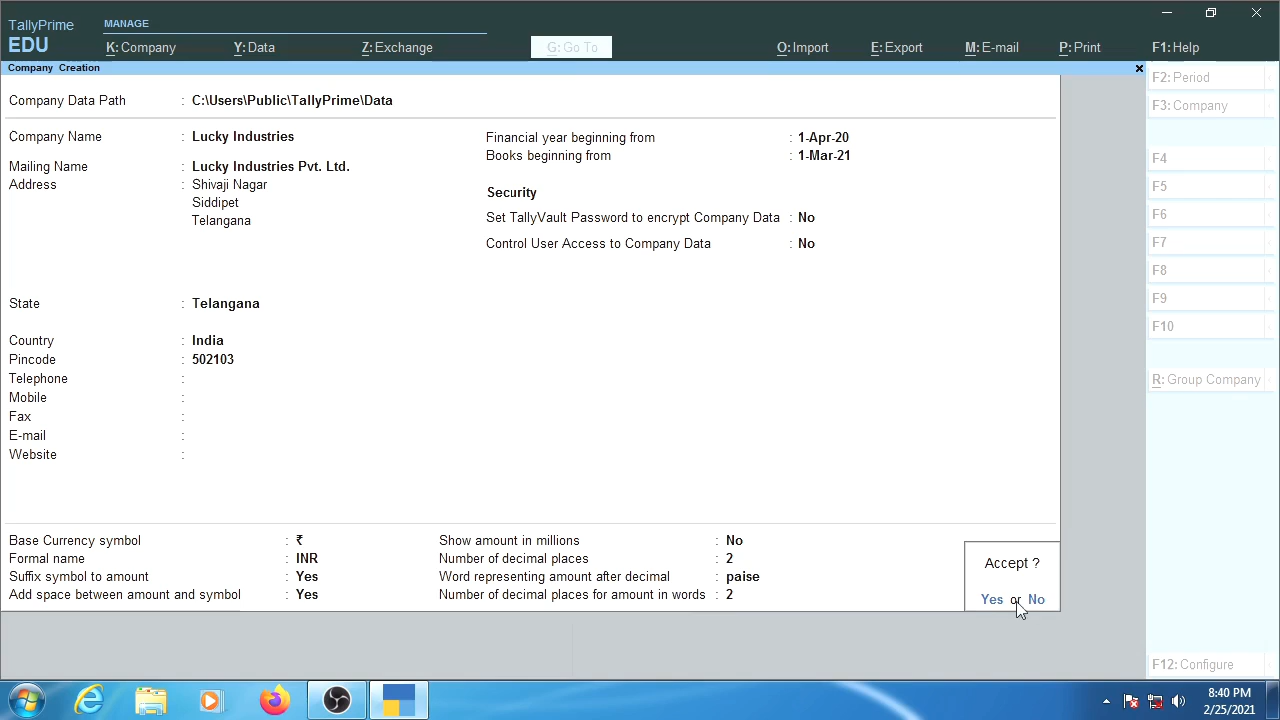 TallyPrime
EDU
MANAGE
K: Company
Y: Data
Z: Exchange
G: Go To
O: Import
E: Export
M: E-mail
P: Print
F1: Help
Company Creation
F2: Period
F3: Company
F4
F5
F6
F7
F8
F9
F10
R: Group Company
F12: Configure
Company Data Path : C:\Users\Public\TallyPrime\Data
Company Name : Lucky Industries
Mailing Name : Lucky Industries Pvt. Ltd.
Address : Shivaji Nagar
Siddipet
Telangana
State : Telangana
Country : India
Pincode : 502103
Telephone :
Mobile :
Fax :
E-mail :
Website :
Financial year beginning from : 1-Apr-20
Books beginning from : 1-Mar-21
Security
Set TallyVault Password to encrypt Company Data : No
Control User Access to Company Data : No
Base Currency symbol : ₹
Formal name : INR
Suffix symbol to amount : Yes
Add space between amount and symbol : Yes
Show amount in millions : No
Number of decimal places : 2
Word representing amount after decimal : paise
Number of decimal places for amount in words : 2
Accept ?
Yes or No
8:40 PM
2/25/2021